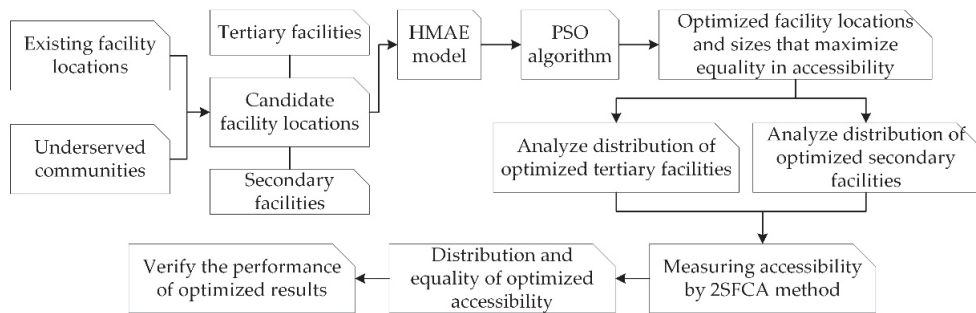 Existing facility
locations
Underserved
communities
Tertiary facilities
Candidate
facility locations
Secondary
facilities
HMAE
model
PSO
algorithm
Optimized facility locations
and sizes that maximize
equality in accessibility
Analyze distribution of
optimized tertiary facilities
Analyze distribution of
optimized secondary
facilities
Measuring accessibility
by 2SFCA method
Distribution and
equality of optimized
accessibility
Verify the performance
of optimized results